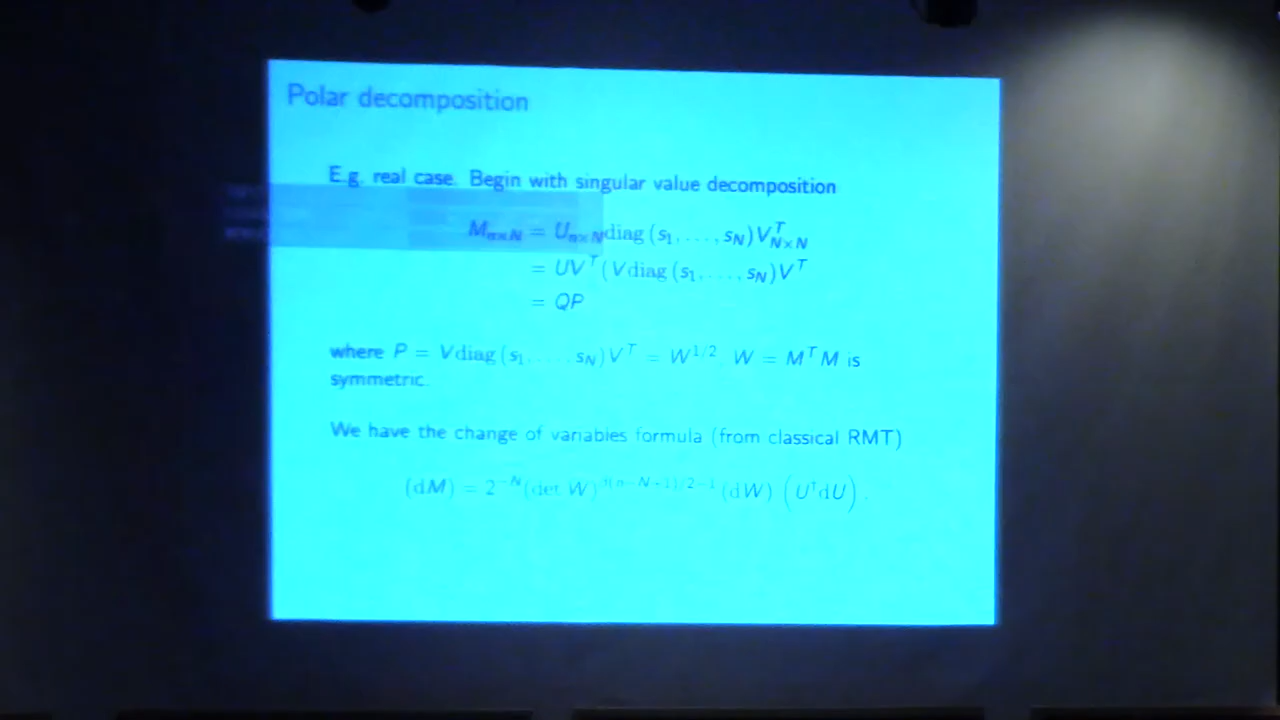 Polar decomposition
E.g. real case. Begin with singular value decomposition
M_{n×N} = U_{n×N} diag (s_1, . . . , s_N) V^T_{N×N}
= UV^T (V diag (s_1, . . . , s_N) V^T
= QP
where P = V diag (s_1, . . . , s_N) V^T = W^{1/2}, W = M^T M is
symmetric.
We have the change of variables formula (from classical RMT)
(dM) = 2^{-N} (det W) (dW) (U^†dU).